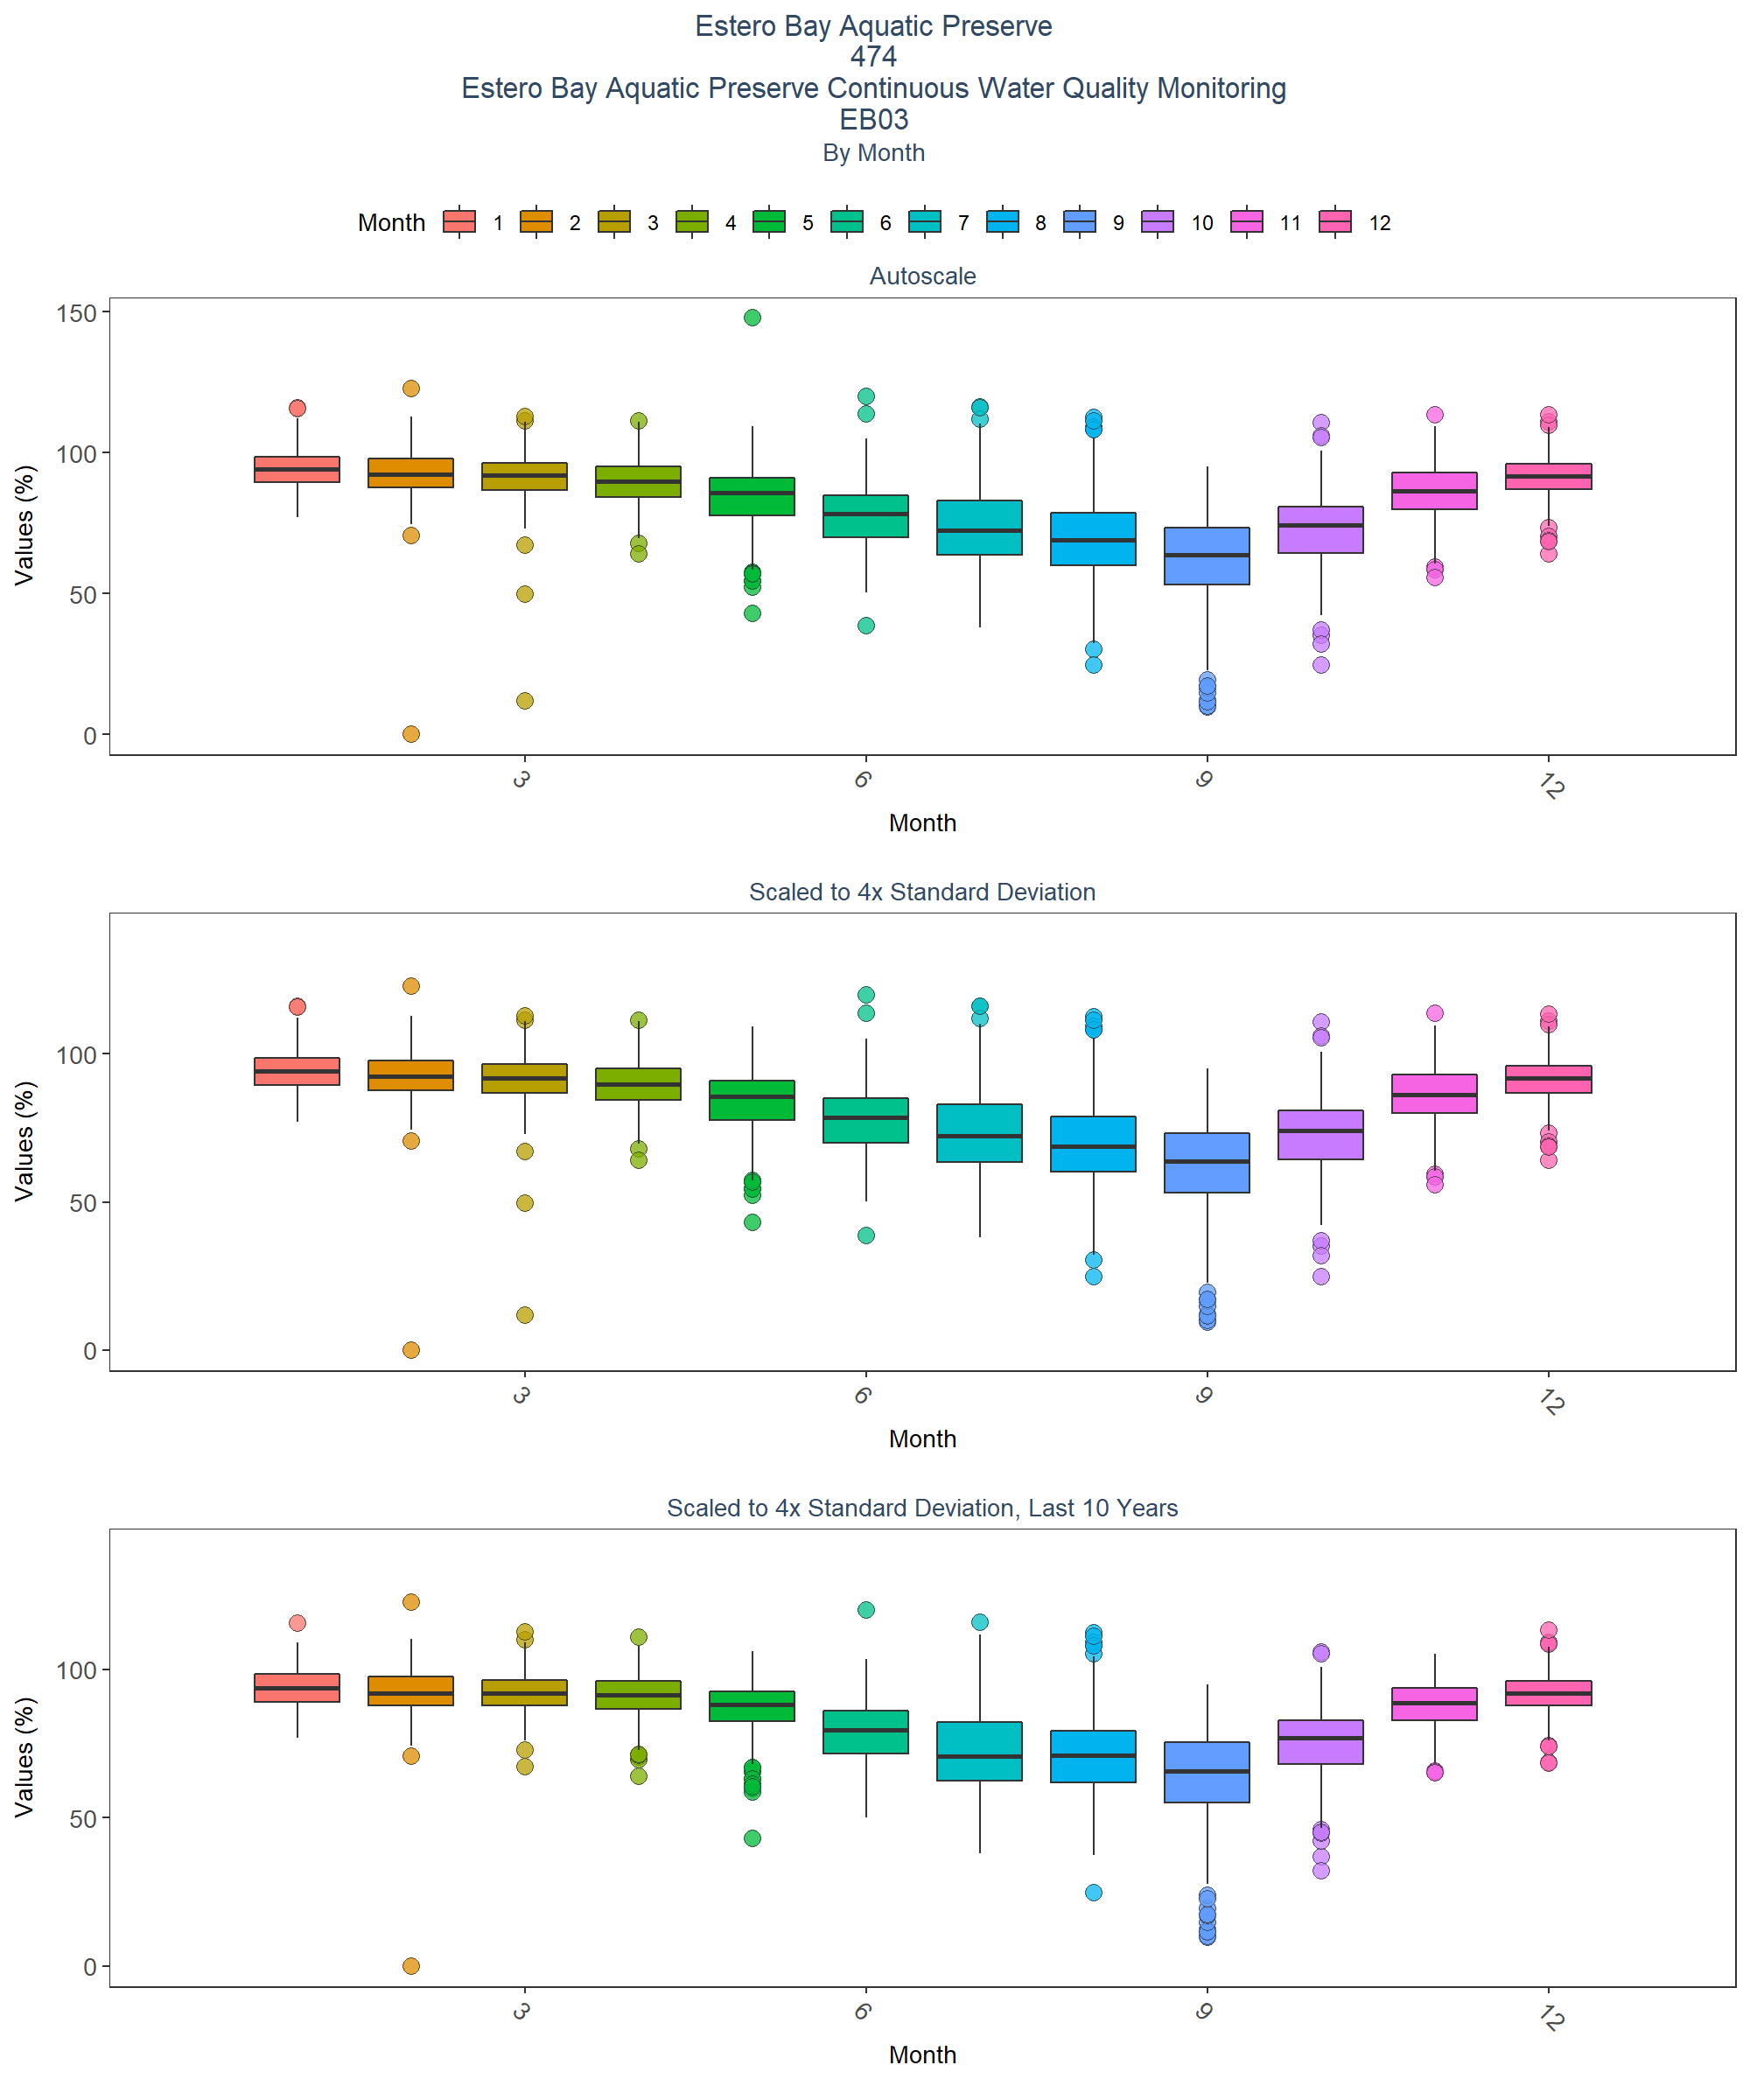 Estero Bay Aquatic Preserve
474
Estero Bay Aquatic Preserve Continuous Water Quality Monitoring
EB03
By Month
Month 1 2 3 4 5 6 7 8 9 10 11 12
Autoscale
Values (%)
150
100
50
0
3 6 9 12
Month
Scaled to 4x Standard Deviation
Values (%)
100
50
0
3 6 9 12
Month
Scaled to 4x Standard Deviation, Last 10 Years
Values (%)
100
50
0
3 6 9 12
Month